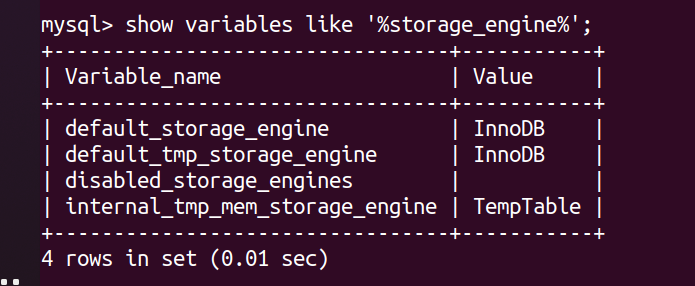 mysql> show variables like '%storage_engine%';
+---------------------------------+-----------+
| Variable_name                   | Value     |
+---------------------------------+-----------+
| default_storage_engine          | InnoDB    |
| default_tmp_storage_engine      | InnoDB    |
| disabled_storage_engines        |           |
| internal_tmp_mem_storage_engine | TempTable |
+---------------------------------+-----------+
4 rows in set (0.01 sec)